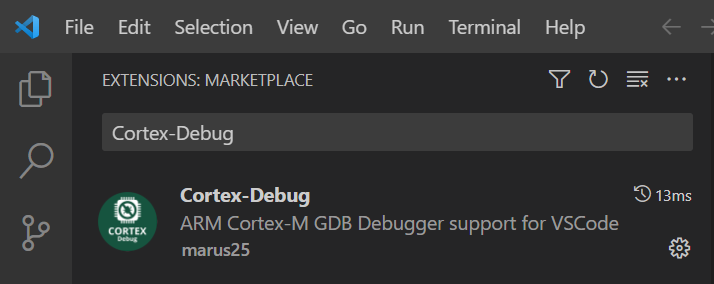 File Edit Selection View Go Run Terminal Help
EXTENSIONS: MARKETPLACE
Cortex-Debug
Cortex-Debug 13ms
ARM Cortex-M GDB Debugger support for VSCode
marus25
CORTEX
Debug